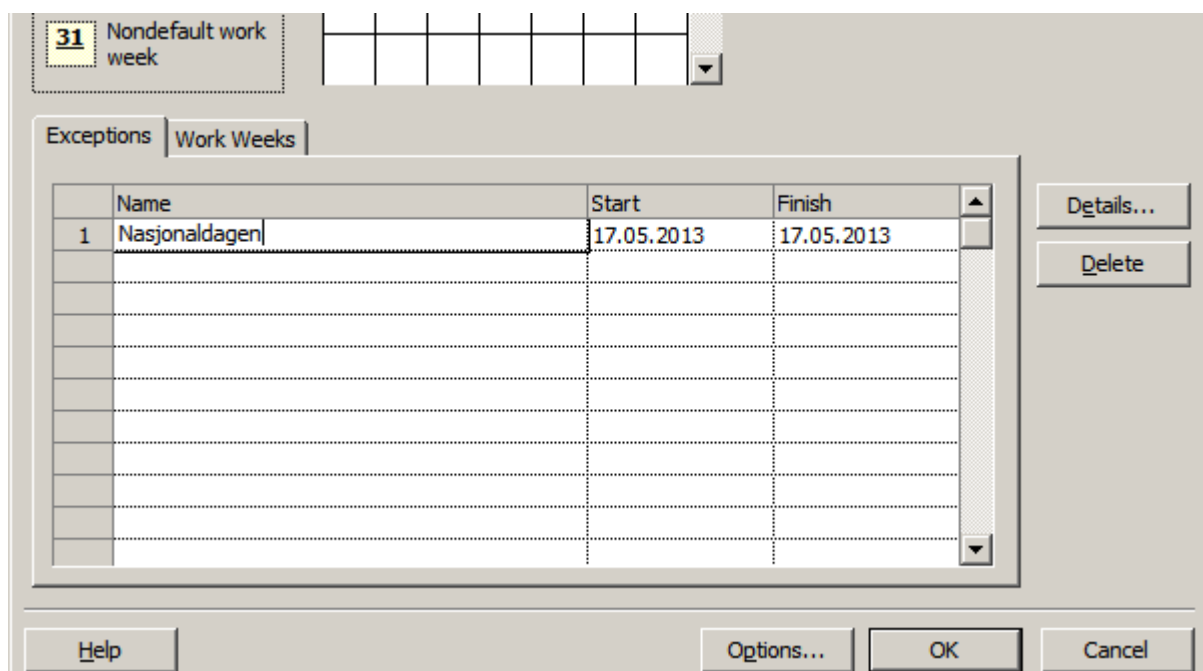 31 Nondefault work
week
Exceptions Work Weeks
Name Start Finish
Details...
1 Nasjonaldagen 17.05.2013 17.05.2013
Delete
Help Options... OK Cancel